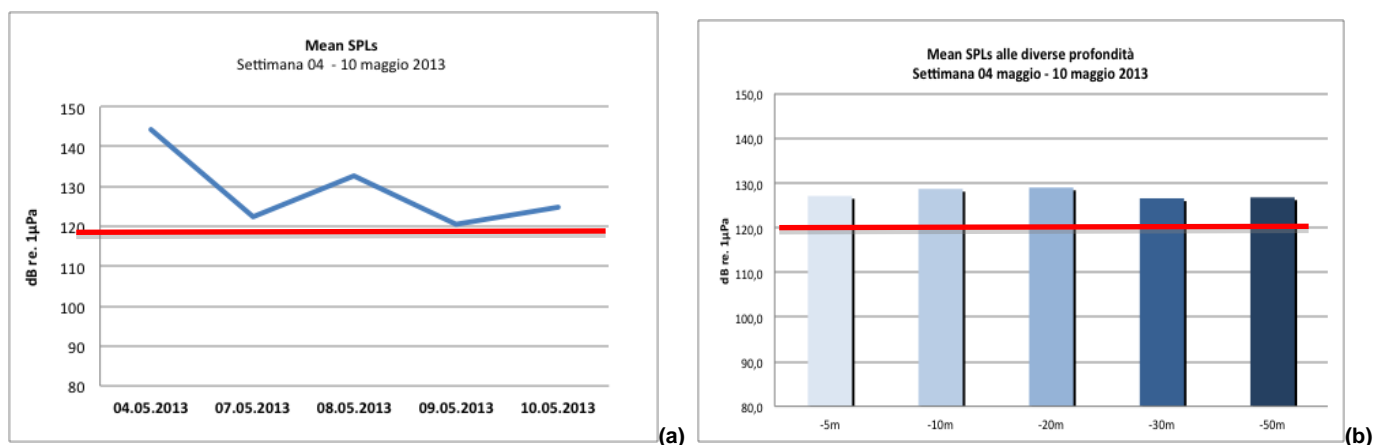 Mean SPLs
Settimana 04 - 10 maggio 2013
150
140
130
120
110
100
90
80
dB re. 1µPa
04.05.2013 07.05.2013 08.05.2013 09.05.2013 10.05.2013
(a)
Mean SPLs alle diverse profondità
Settimana 04 maggio - 10 maggio 2013
150,0
140,0
130,0
120,0
110,0
100,0
90,0
80,0
dB re. 1µPa
-5m -10m -20m -30m -50m
(b)